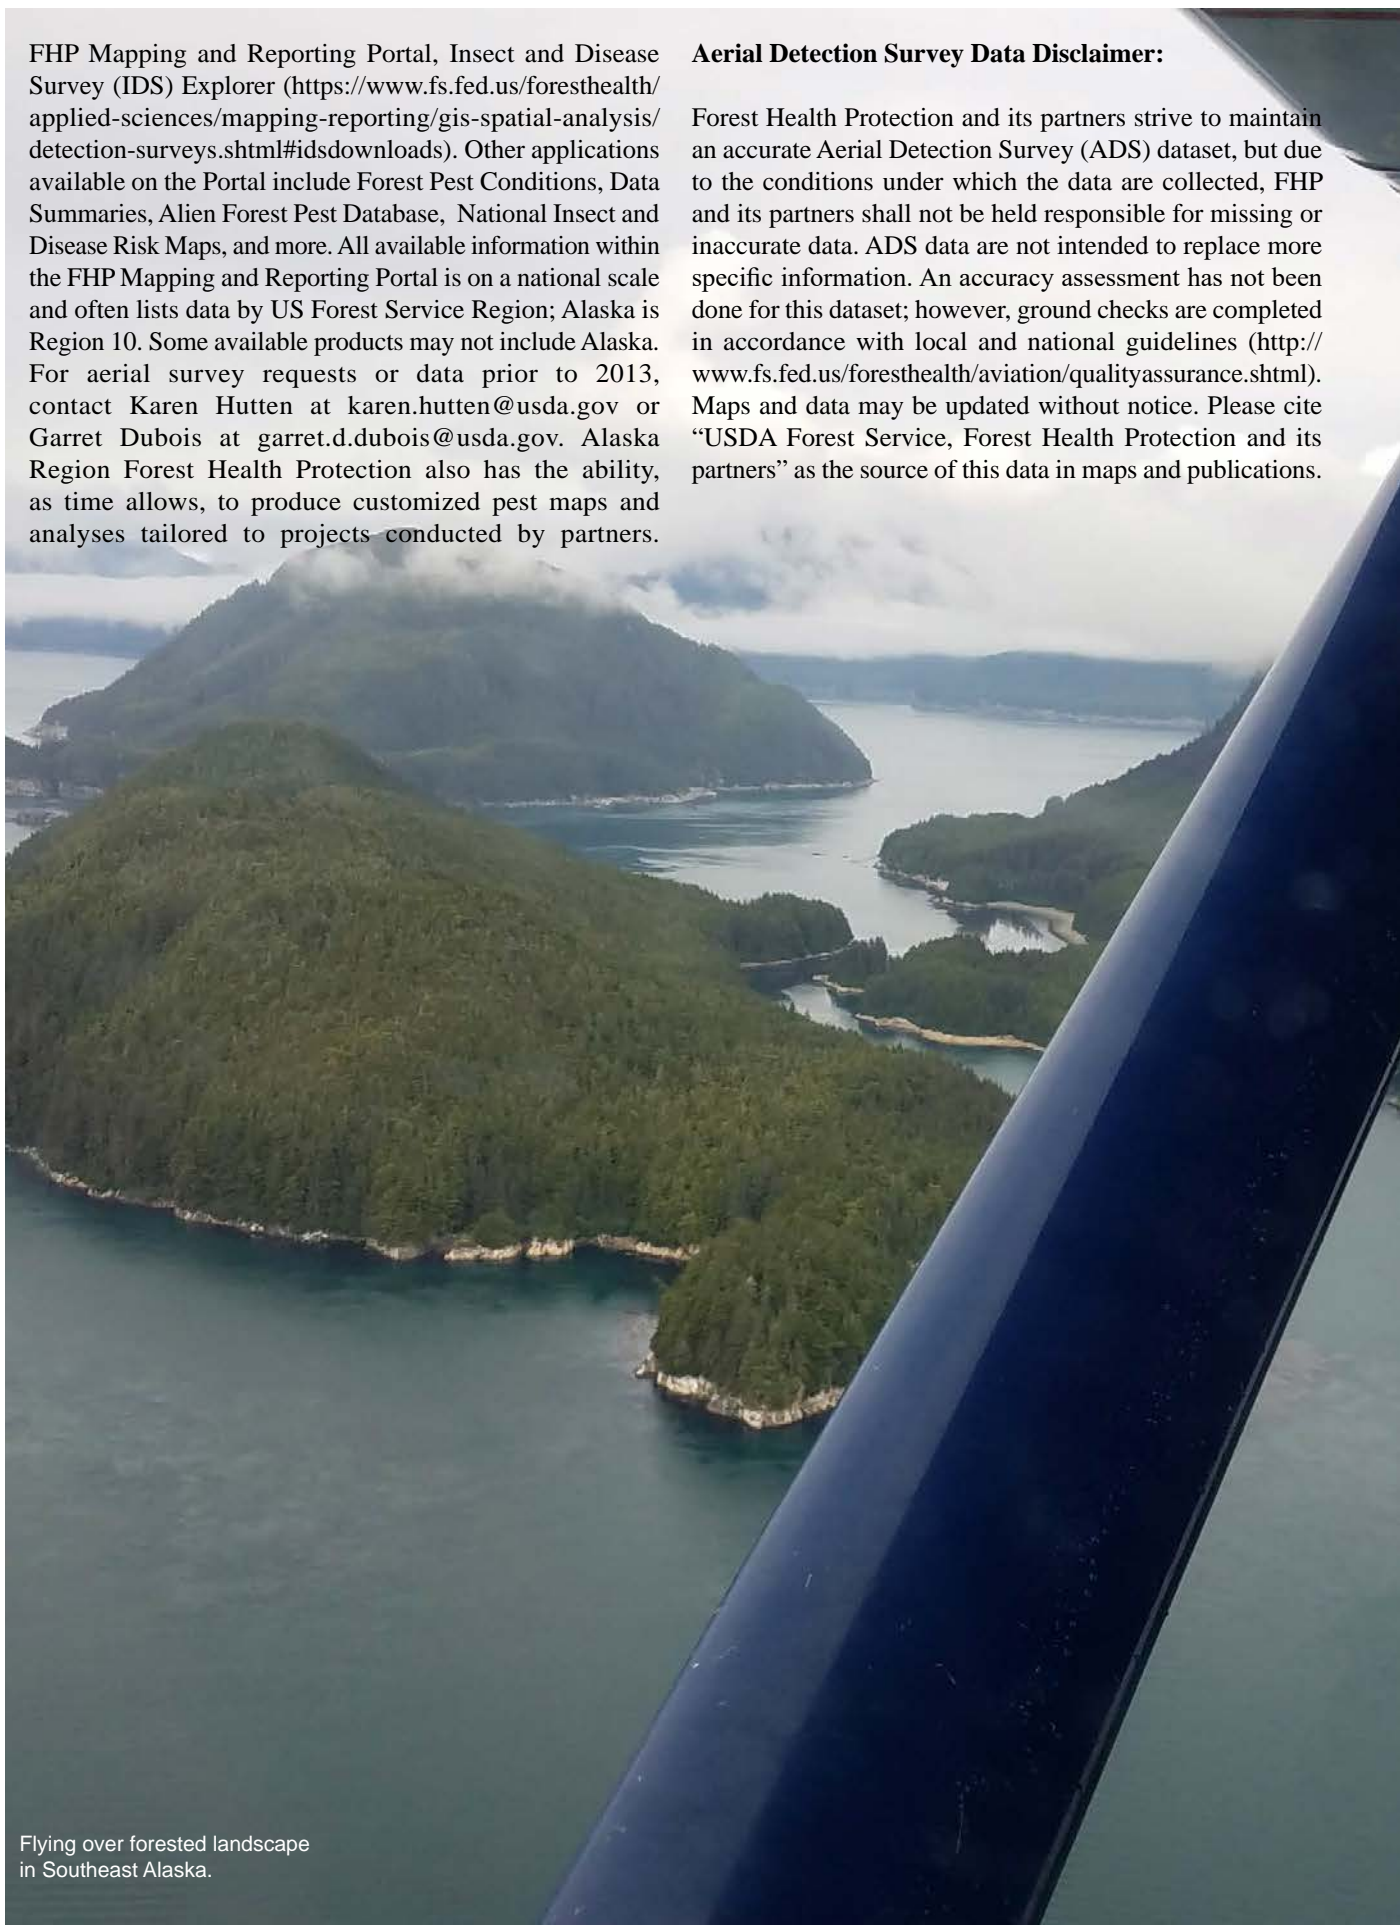 FHP Mapping and Reporting Portal, Insect and Disease
Survey (IDS) Explorer (https://www.fs.fed.us/foresthealth/
applied-sciences/mapping-reporting/gis-spatial-analysis/
detection-surveys.shtml#idsdownloads). Other applications
available on the Portal include Forest Pest Conditions, Data
Summaries, Alien Forest Pest Database, National Insect and
Disease Risk Maps, and more. All available information within
the FHP Mapping and Reporting Portal is on a national scale
and often lists data by US Forest Service Region; Alaska is
Region 10. Some available products may not include Alaska.
For aerial survey requests or data prior to 2013,
contact Karen Hutten at karen.hutten@usda.gov or
Garret Dubois at garret.d.dubois@usda.gov. Alaska
Region Forest Health Protection also has the ability,
as time allows, to produce customized pest maps and
analyses tailored to projects conducted by partners.
Aerial Detection Survey Data Disclaimer:
Forest Health Protection and its partners strive to maintain
an accurate Aerial Detection Survey (ADS) dataset, but due
to the conditions under which the data are collected, FHP
and its partners shall not be held responsible for missing or
inaccurate data. ADS data are not intended to replace more
specific information. An accuracy assessment has not been
done for this dataset; however, ground checks are completed
in accordance with local and national guidelines (http://
www.fs.fed.us/foresthealth/aviation/qualityassurance.shtml).
Maps and data may be updated without notice. Please cite
“USDA Forest Service, Forest Health Protection and its
partners” as the source of this data in maps and publications.
Flying over forested landscape
in Southeast Alaska.